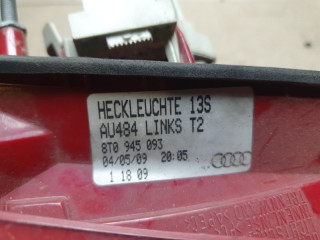 HECKLEUCHTE 13S
AU484 LINKS T2
8T0 945 093
04/05/09 20:05
1 18 09